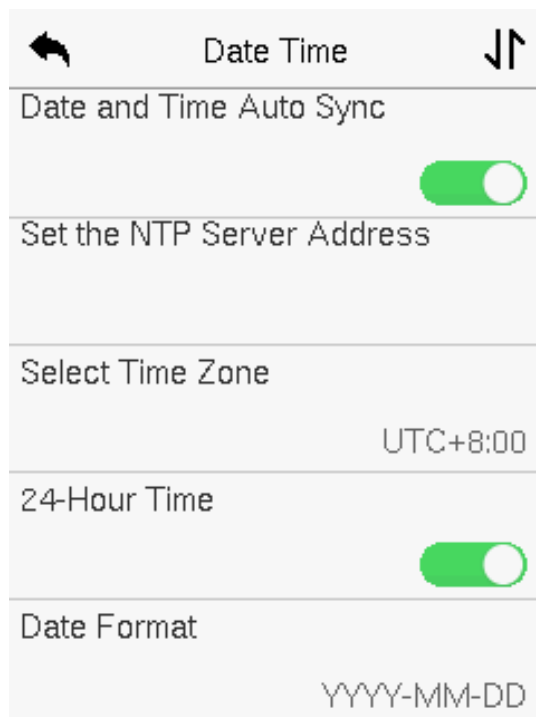 Date Time
Date and Time Auto Sync
Set the NTP Server Address
Select Time Zone
UTC+8:00
24-Hour Time
Date Format
YYYY-MM-DD